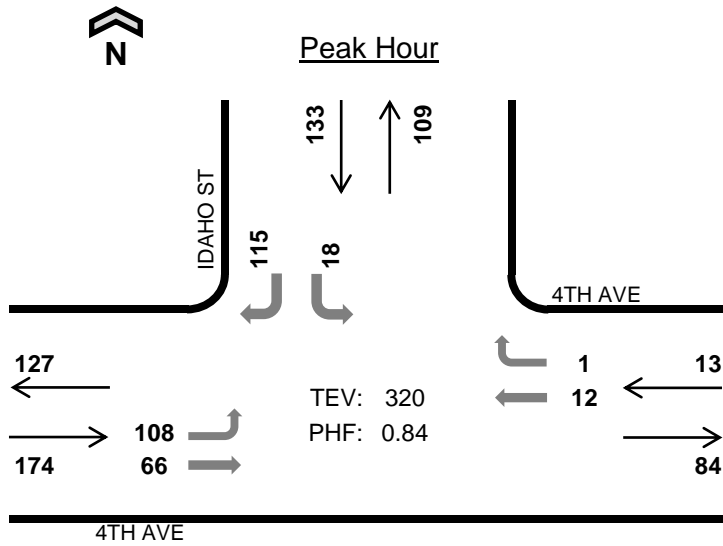 N
Peak Hour
133
109
IDAHO ST
115
18
4TH AVE
127
1
13
TEV: 320
12
108
PHF: 0.84
174
66
84
4TH AVE